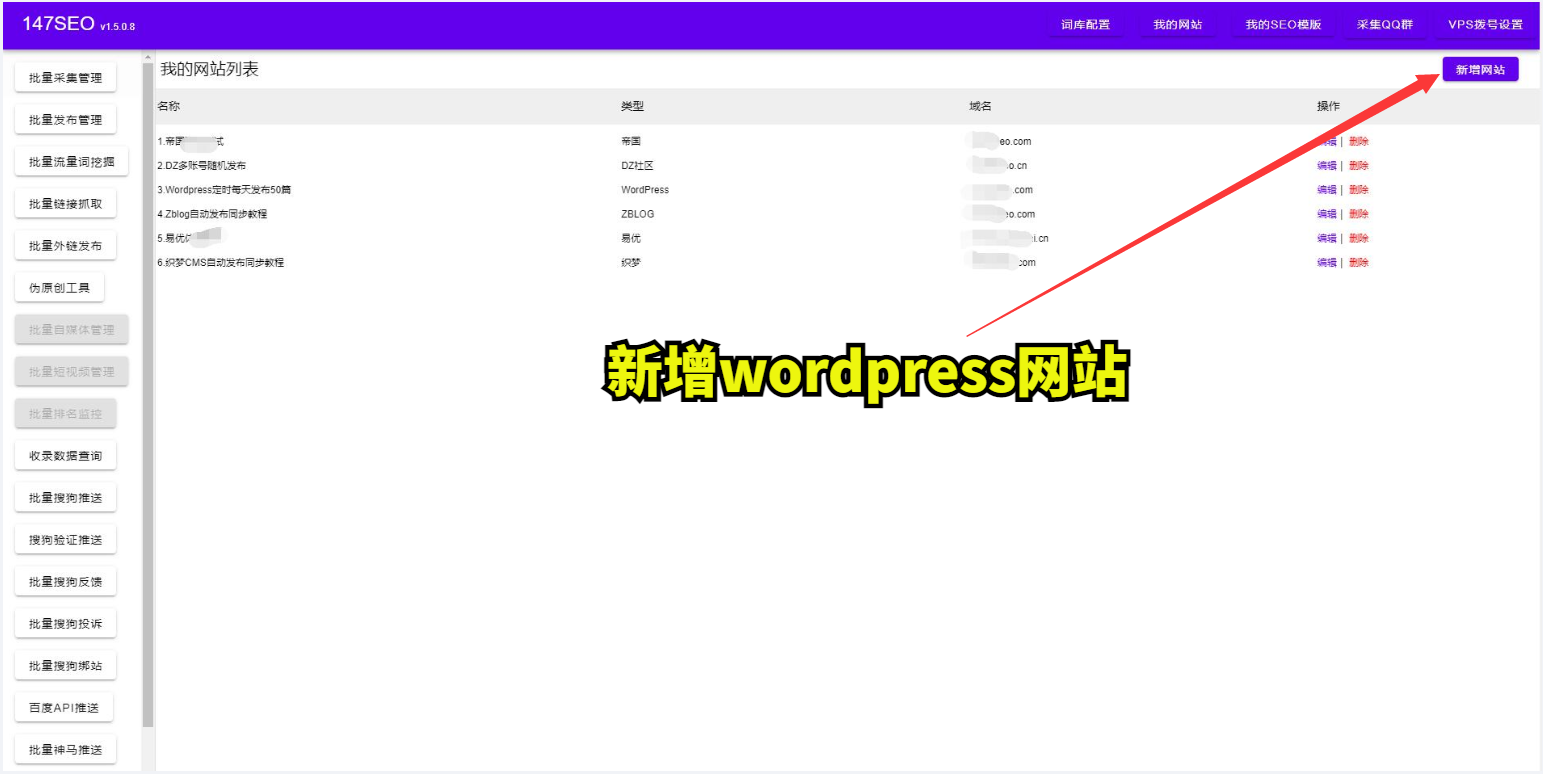 147SEO v1.5.0.8
词库配置 我的网站 我的SEO模版 采集QQ群 VPS拨号设置
批量采集管理
批量发布管理
批量流量词挖掘
批量链接抓取
批量外链发布
伪原创工具
批量自媒体管理
批量短视频管理
批量排名监控
收录数据查询
批量搜狗推送
搜狗验证推送
批量搜狗反馈
批量搜狗投诉
批量搜狗绑站
百度API推送
批量神马推送
我的网站列表 新增网站
名称 类型 域名 操作
1.帝国 试 帝国 eo.com 编辑 | 删除
2.DZ多账号随机发布 DZ社区 o.cn 编辑 | 删除
3.Wordpress定时每天发布50篇 WordPress .com 编辑 | 删除
4.Zblog自动发布同步教程 ZBLOG eo.com 编辑 | 删除
5.易优 易优 i.cn 编辑 | 删除
6.织梦CMS自动发布同步教程 织梦 com 编辑 | 删除
新增wordpress网站